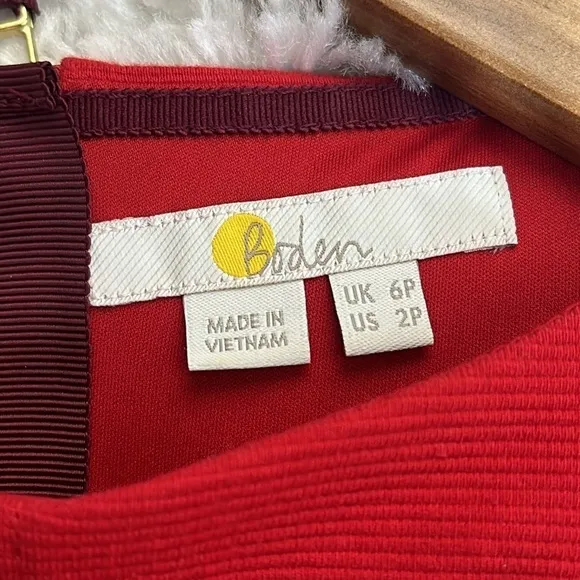 Boden
MADE IN
VIETNAM
UK 6P
US 2P